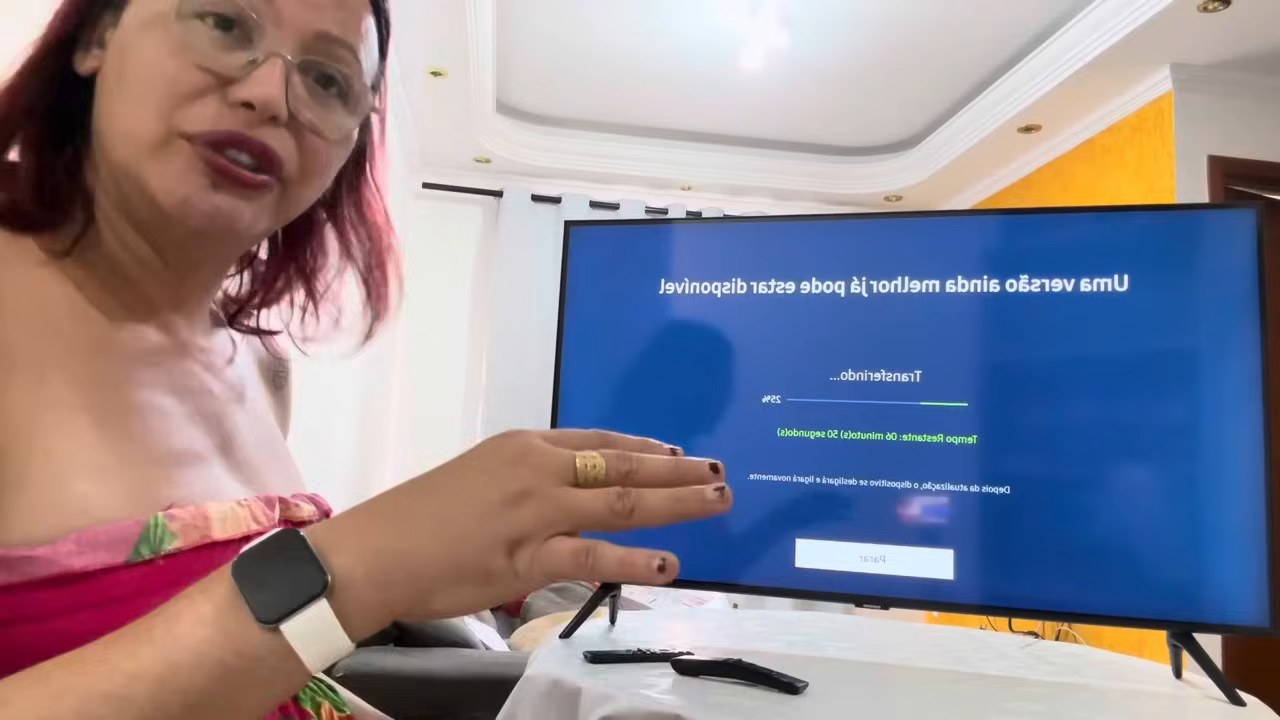 Uma versão ainda melhor já pode estar disponível
Transferindo...
25%
Tempo Restante: 06 minuto(s) 50 segundo(s)
Depois da atualização, o dispositivo se desligará e ligará novamente.
Parar